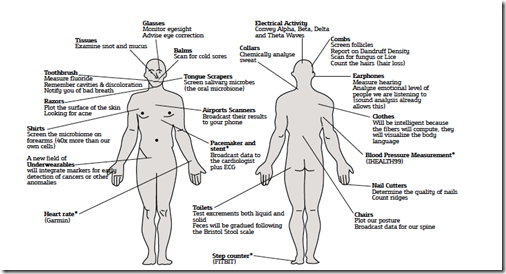 Glasses
Monitor eyesight
Advise eye correction
Tissues
Examine snot and mucus
Balms
Scan for cold sores
Toothbrush
Measure fluoride
Remember cavities & discoloration
Notify you of bad breath
Tongue Scrapers
Screen salivary microbes
(the oral microbione)
Razors
Plot the surface of the skin
Looking for acne
Airports Scanners
Broadcast their results
to your phone
Shirts
Screen the microbiome on
forearms (40x more than our
own cells)
Pacemaker and
stent*
Broadcast data to
the cardiologist
plus ECG
A new field of
Underwearables
will integrate markers for early
detection of cancers or other
anomalies
Heart rate*
(Garmin)
Toilets
Test excrements both liquid and
solid
Feces will be gradued following
the Bristol Stool scale
Step counter*
(FITBIT)
Electrical Activity
Convey Alpha, Beta, Delta
and Theta Waves
Collars
Chemically analyse
sweat
Combs
Screen follicles
Report on Dandruff Density
Scan for fungus or Lice
Count the hairs (hair loss)
Earphones
Measure hearing
Analyze emotional level of
people we are listening to
(sound analysis already
allows this)
Clothes
Will be intelligent because
the fibers will compute, they
will visualize the body
language
Blood Pressure Measurement*
(IHEALTH99)
Nail Cutters
Determine the quality of nails
Count ridges
Chairs
Plot our posture
Broadcast data for our spine